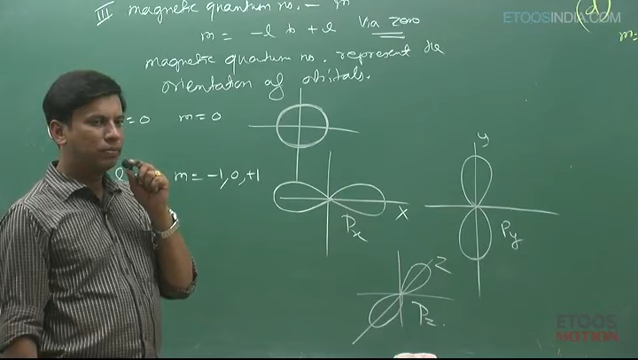 III magnetic quantum no. - m
m = -l to +l Via zero
magnetic quantum no. represent the
orientation of orbitals.
= 0 m = 0
l m = -1, 0, +1
Px X
y
Py
Z
Pz.
(d)
m=
ETOOSINDIA.COM
ETOOS
MOTION